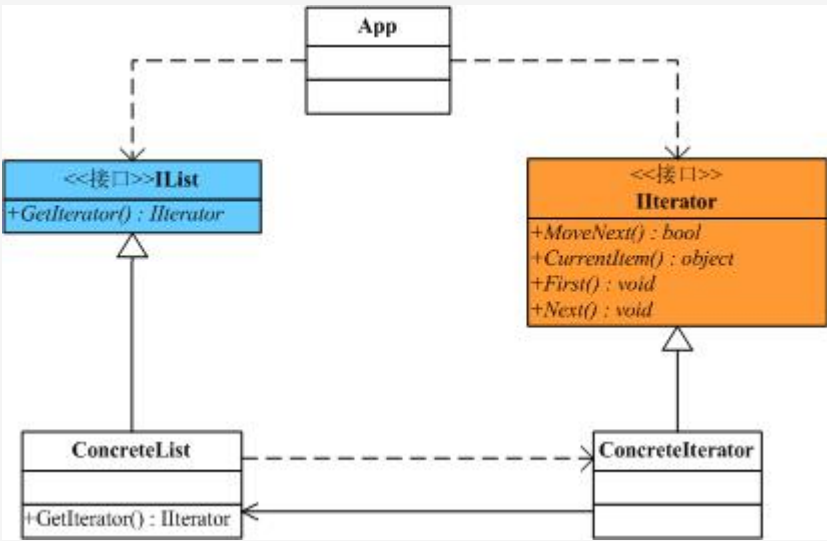 App
<<接口>>IList
+GetIterator() : IIterator
<<接口>>
IIterator
+MoveNext() : bool
+CurrentItem() : object
+First() : void
+Next() : void
ConcreteList
+GetIterator() : IIterator
ConcreteIterator